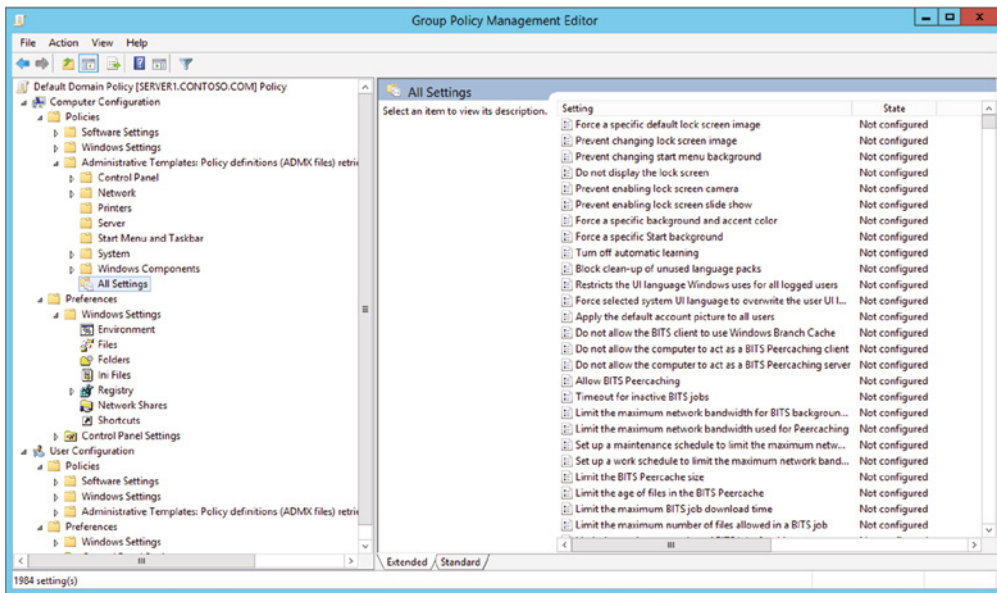 Group Policy Management Editor
File Action View Help
Default Domain Policy [SERVER1.CONTOSO.COM] Policy
Computer Configuration
Policies
Software Settings
Windows Settings
Administrative Templates: Policy definitions (ADMX files) retri
Control Panel
Network
Printers
Server
Start Menu and Taskbar
System
Windows Components
All Settings
Preferences
Windows Settings
Environment
Files
Folders
Ini Files
Registry
Network Shares
Shortcuts
Control Panel Settings
User Configuration
Policies
Software Settings
Windows Settings
Administrative Templates: Policy definitions (ADMX files) retri
Preferences
Windows Settings
All Settings
Select an item to view its description.
Setting State
Force a specific default lock screen image Not configured
Prevent changing lock screen image Not configured
Prevent changing start menu background Not configured
Do not display the lock screen Not configured
Prevent enabling lock screen camera Not configured
Prevent enabling lock screen slide show Not configured
Force a specific background and accent color Not configured
Force a specific Start background Not configured
Turn off automatic learning Not configured
Block clean-up of unused language packs Not configured
Restricts the UI language Windows uses for all logged users Not configured
Force selected system UI language to overwrite the user UI l... Not configured
Apply the default account picture to all users Not configured
Do not allow the BITS client to use Windows Branch Cache Not configured
Do not allow the computer to act as a BITS Peercaching client Not configured
Do not allow the computer to act as a BITS Peercaching server Not configured
Allow BITS Peercaching Not configured
Timeout for inactive BITS jobs Not configured
Limit the maximum network bandwidth for BITS backgroun... Not configured
Limit the maximum network bandwidth used for Peercaching Not configured
Set up a maintenance schedule to limit the maximum netw... Not configured
Set up a work schedule to limit the maximum network band... Not configured
Limit the BITS Peercache size Not configured
Limit the age of files in the BITS Peercache Not configured
Limit the maximum BITS job download time Not configured
Limit the maximum number of files allowed in a BITS job Not configured
Extended Standard
1984 setting(s)